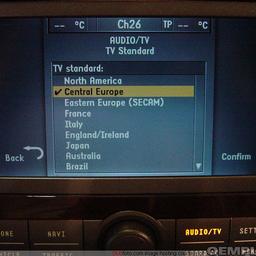 -- °C Ch26 TP -- °C
AUDIO/TV
TV Standard
TV standard:
North America
✔ Central Europe
Eastern Europe (SECAM)
France
Italy
England/Ireland
Japan
Australia
Brazil
Back
Confirm
NAVI
AUDIO/TV